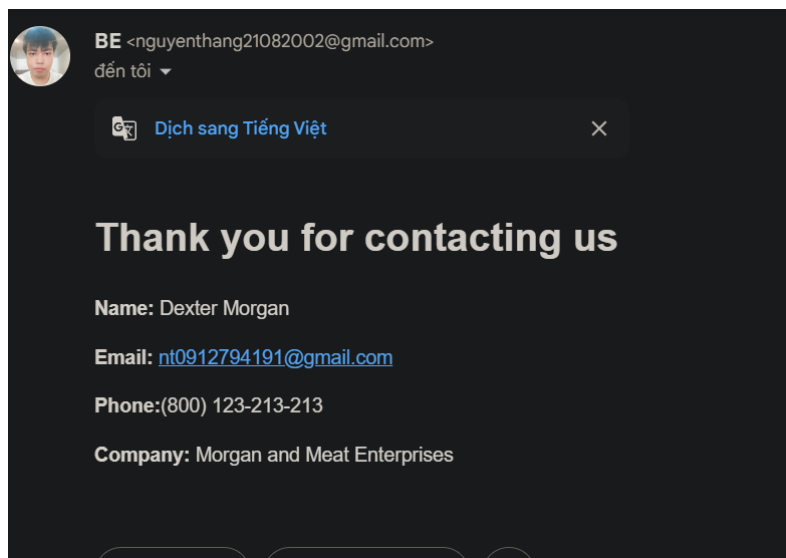 BE <nguyenthang21082002@gmail.com>
đến tôi
Dịch sang Tiếng Việt
Thank you for contacting us
Name: Dexter Morgan
Email: nt0912794191@gmail.com
Phone:(800) 123-213-213
Company: Morgan and Meat Enterprises